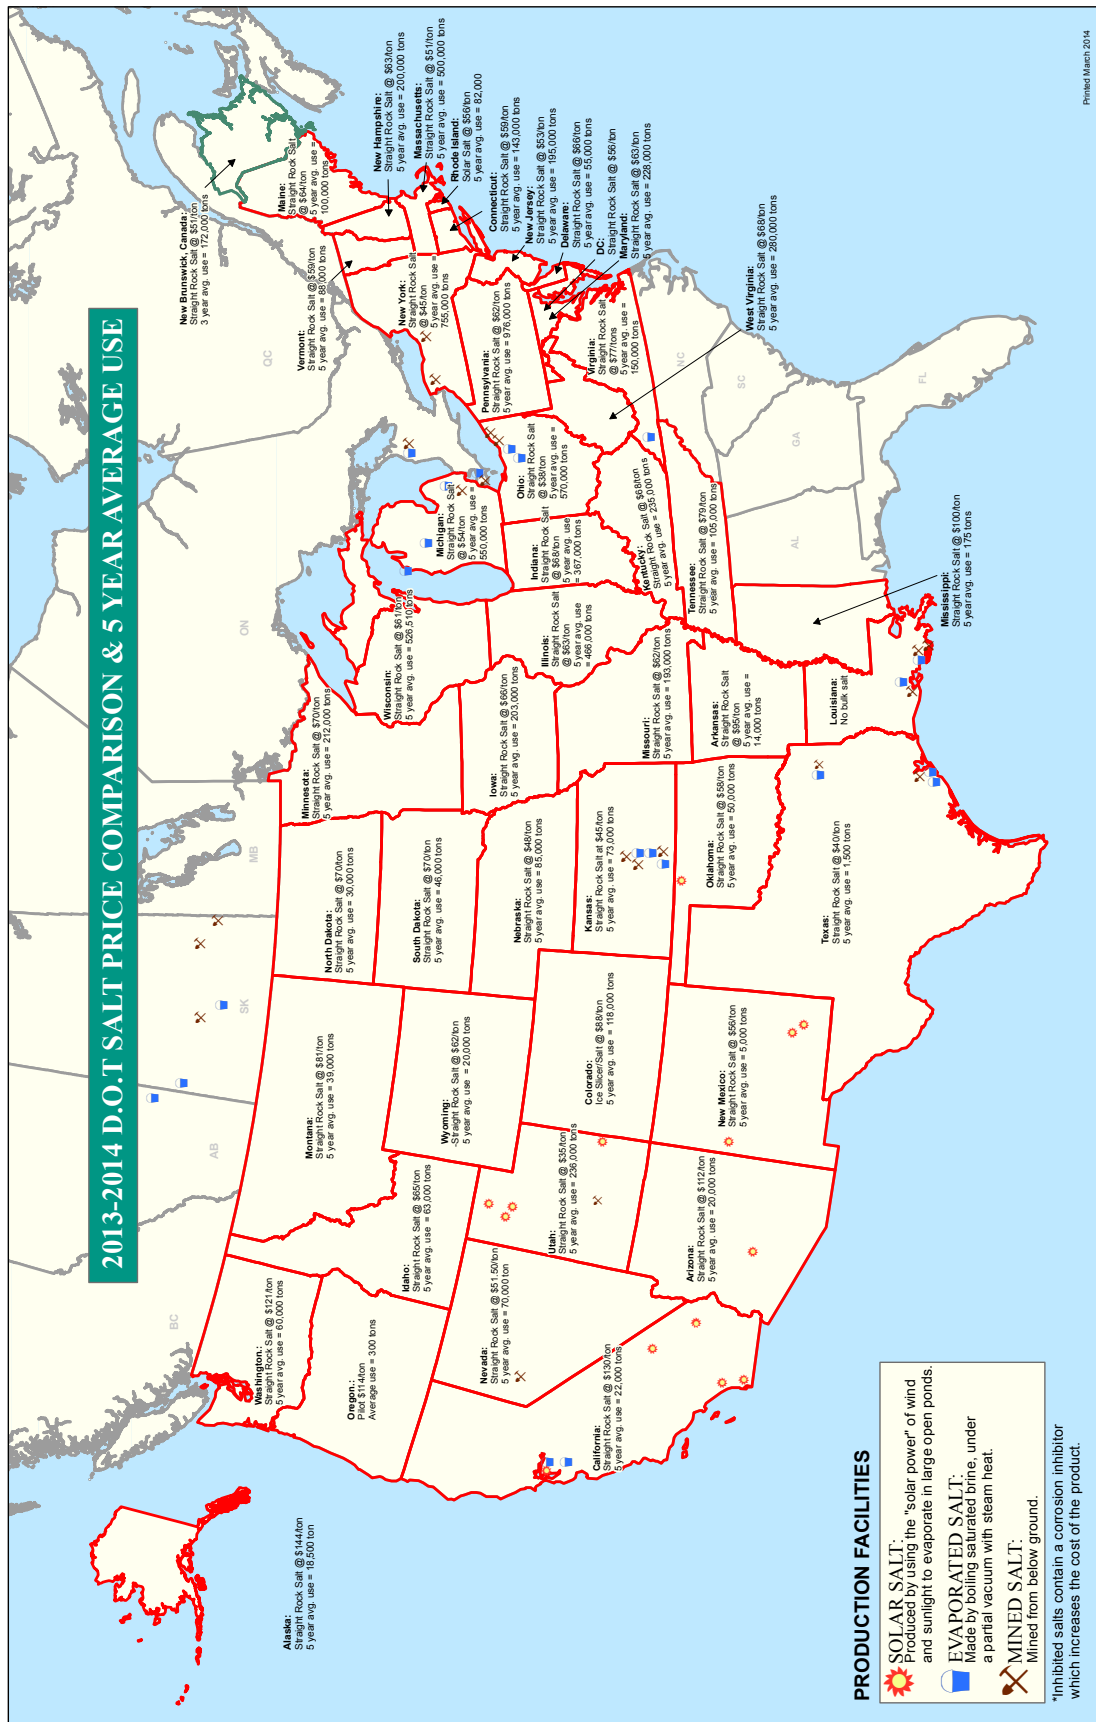 2013-2014 D.O.T SALT PRICE COMPARISON & 5 YEAR AVERAGE USE
Alaska:
Straight Rock Salt @ $144/ton
5 year avg. use = 18,500 ton
BC
AB
SK
MB
ON
QC
Washington.:
Straight Rock Salt @ $121/ton
5 year avg. use = 60,000 tons
Oregon.:
Pilot $114/ton
Average use = 300 tons
Idaho:
Straight Rock Salt @ $65/ton
5 year avg. use = 63,000 tons
Montana:
Straight Rock Salt @ $81/ton
5 year avg. use = 39,000 tons
Wyoming:
-Straight Rock Salt @ $62/ton
5 year avg. use = 20,000 tons
North Dakota:
Straight Rock Salt @ $70/ton
5 year avg. use = 30,000 tons
South Dakota:
Straight Rock Salt @ $70/ton
5 year avg. use = 46,000 tons
Minnesota:
Straight Rock Salt @ $70/ton
5 year avg. use = 212,000 tons
Wisconsin:
Straight Rock Salt @ $61/ton
5 year avg. use = 526,510 tons
Michigan:
Straight Rock Salt
@ $54/ton
5 year avg. use =
550,000 tons
Nevada:
Straight Rock Salt @ $51.50/ton
5 year avg. use = 70,000 ton
California:
Straight Rock Salt @ $130/ton
5 year avg. use = 22,000 tons
Utah:
Straight Rock Salt @ $35/ton
5 year avg. use = 236,000 tons
Colorado:
Ice Slicer/Salt @ $88/ton
5 year avg. use = 118,000 tons
Arizona:
Straight Rock Salt @ $112/ton
5 year avg. use = 20,000 tons
New Mexico:
Straight Rock Salt @ $56/ton
5 year avg. use = 5,000 tons
Nebraska:
Straight Rock Salt @ $48/ton
5 year avg. use = 85,000 tons
Kansas:
Straight Rock Salt at $45/ton
5 year avg. use = 73,000 tons
Oklahoma:
Straight Rock Salt @ $58/ton
5 year avg. use = 50,000 tons
Texas:
Straight Rock Salt @ $40/ton
5 year avg. use = 1,500 tons
Iowa:
Straight Rock Salt @ $66/ton
5 year avg. use = 203,000 tons
Missouri:
Straight Rock Salt @ $62/ton
5 year avg. use = 193,000 tons
Arkansas:
Straight Rock Salt
@ $95/ton
5 year avg. use =
14,000 tons
Louisiana:
No bulk salt
Illinois:
Straight Rock Salt
@ $63/ton
5 year avg. use
= 466,000 tons
Indiana:
Straight Rock Salt
@ $68/ton
5 year avg. use
= 367,000 tons
Ohio:
Straight Rock Salt
@ $38/ton
5 year avg. use =
570,000 tons
Kentucky:
Straight Rock Salt @ $68/ton
5 year avg. use = 235,000 tons
Tennessee:
Straight Rock Salt @ $79/ton
5 year avg. use = 105,000 tons
Mississippi:
Straight Rock Salt @ $100/ton
5 year avg. use = 175 tons
AL
GA
SC
NC
FL
New Brunswick, Canada:
Straight Rock Salt @ $51/ton
3 year avg. use = 172,000 tons
Maine:
Straight Rock Salt
@ $64/ton
5 year avg. use =
100,000 tons
Vermont:
Straight Rock Salt @ $59/ton
5 year avg. use = 88,000 tons
New Hampshire:
Straight Rock Salt @ $63/ton
5 year avg. use = 200,000 tons
Massachusetts:
Straight Rock Salt @ $51/ton
5 year avg. use = 500,000 tons
Rhode Island:
Solar Salt @ $56/ton
5 year avg. use = 82,000
Connecticut:
Straight Rock Salt @ $59/ton
5 year avg. use = 143,000 tons
New Jersey:
Straight Rock Salt @ $53/ton
5 year avg. use = 195,000 tons
Delaware:
Straight Rock Salt @ $66/ton
5 year avg. use = 55,000 tons
DC:
Straight Rock Salt @ $56/ton
Maryland:
Straight Rock Salt @ $63/ton
5 year avg. use = 228,000 tons
New York:
Straight Rock Salt
@ $45/ton
5 year avg. use =
755,000 tons
Pennsylvania:
Straight Rock Salt @ $62/ton
5 year avg. use = 976,000 tons
Virginia:
Straight Rock Salt
@ $77/tons
5 year avg. use =
150,000 tons
West Virginia:
Straight Rock Salt @ $68/ton
5 year avg. use = 280,000 tons
PRODUCTION FACILITIES
SOLAR SALT:
Produced by using the "solar power" of wind
and sunlight to evaporate in large open ponds.
EVAPORATED SALT:
Made by boiling saturated brine, under
a partial vacuum with steam heat.
MINED SALT:
Mined from below ground.
*Inhibited salts contain a corrosion inhibitor
which increases the cost of the product.
Printed March 2014